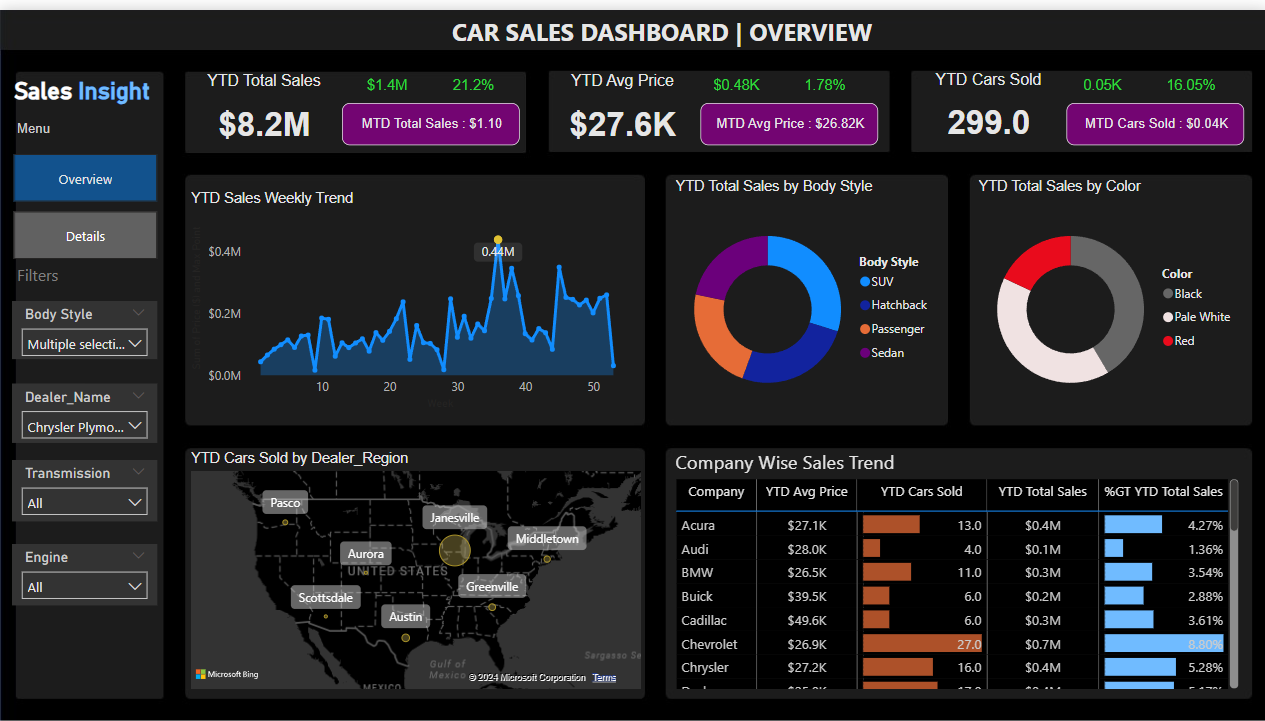 CAR SALES DASHBOARD | OVERVIEW
Sales Insight
Menu
Overview
Details
Filters
Body Style
Multiple selecti...
Dealer_Name
Chrysler Plymo...
Transmission
All
Engine
All
YTD Total Sales
$1.4M 21.2%
$8.2M
MTD Total Sales : $1.10
YTD Avg Price
$0.48K 1.78%
$27.6K
MTD Avg Price : $26.82K
YTD Cars Sold
0.05K 16.05%
299.0
MTD Cars Sold : $0.04K
YTD Sales Weekly Trend
$0.4M
$0.2M
$0.0M
0.44M
10 20 30 40 50
YTD Total Sales by Body Style
Body Style
SUV
Hatchback
Passenger
Sedan
YTD Total Sales by Color
Color
Black
Pale White
Red
YTD Cars Sold by Dealer_Region
Pasco
Janesville
Middletown
Aurora
UNITED STATES
Greenville
Scottsdale
Austin
Gulf of
Mexico
MEXICO
Sargasso Se
Microsoft Bing
© 2024 Microsoft Corporation Terms
Company Wise Sales Trend
Company YTD Avg Price YTD Cars Sold YTD Total Sales %GT YTD Total Sales
Acura $27.1K 13.0 $0.4M 4.27%
Audi $28.0K 4.0 $0.1M 1.36%
BMW $26.5K 11.0 $0.3M 3.54%
Buick $39.5K 6.0 $0.2M 2.88%
Cadillac $49.6K 6.0 $0.3M 3.61%
Chevrolet $26.9K 27.0 $0.7M 8.80%
Chrysler $27.2K 16.0 $0.4M 5.28%